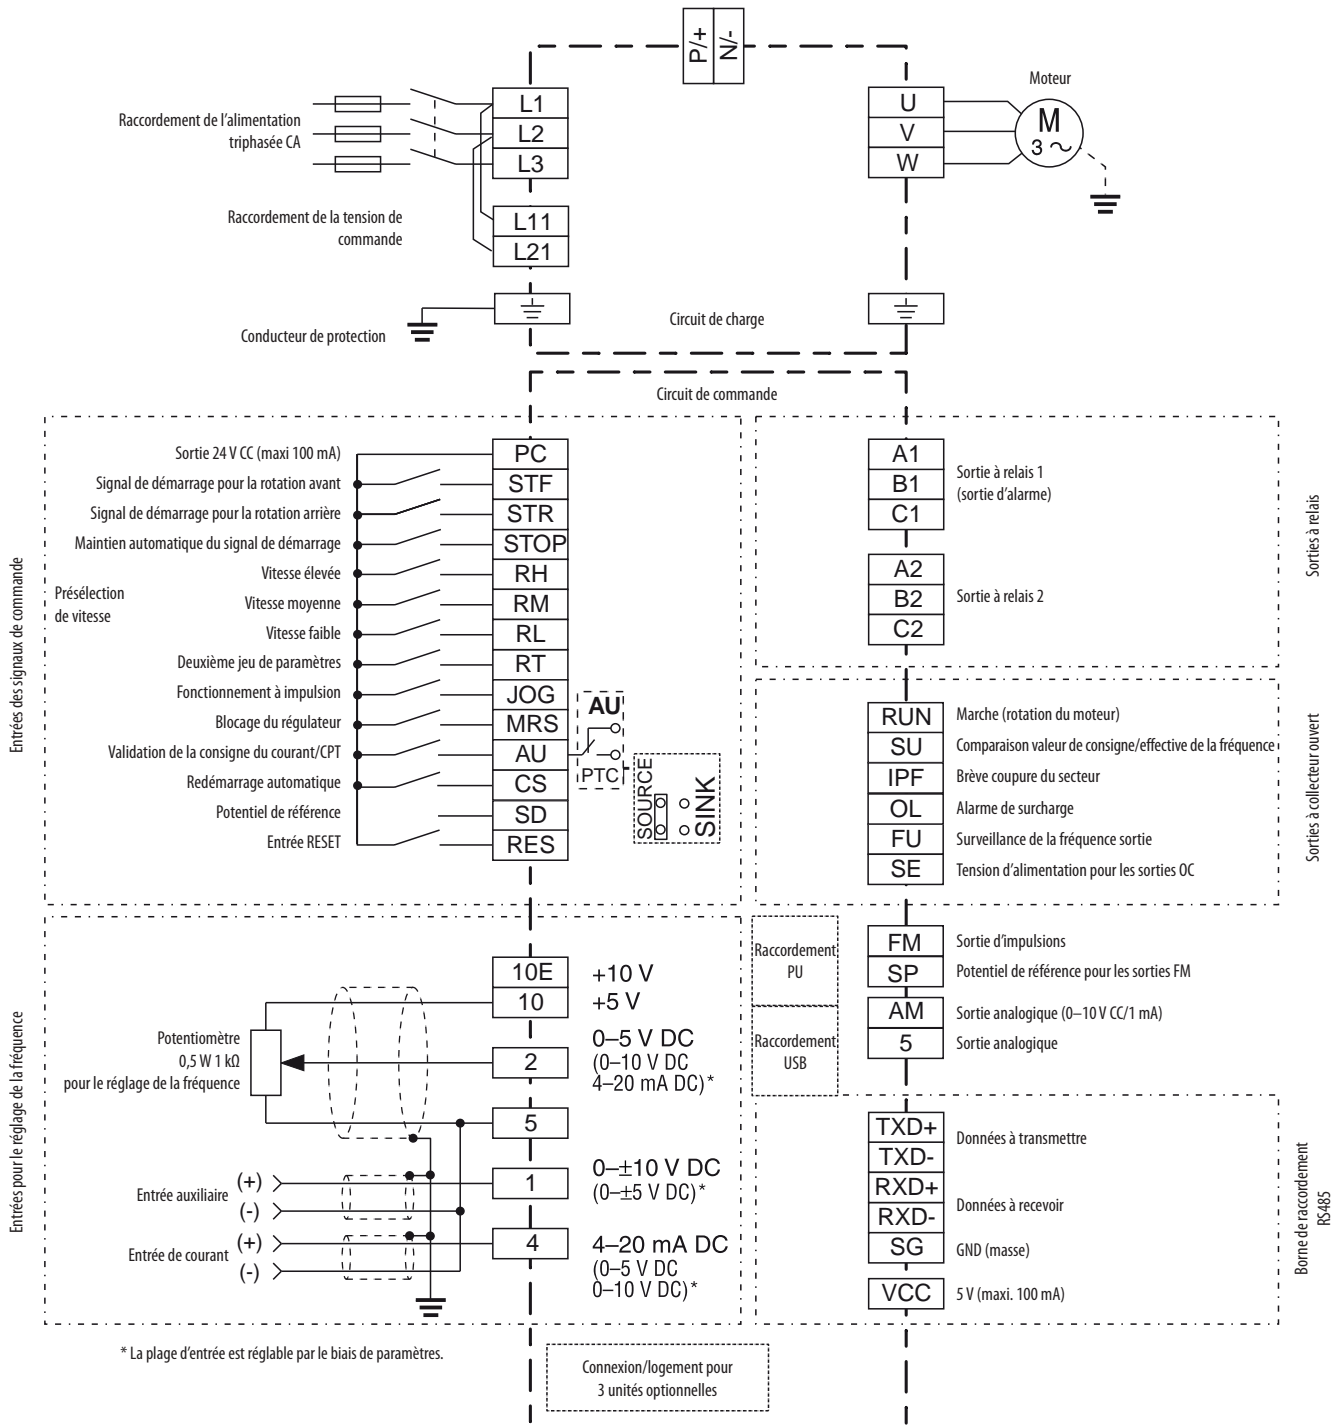 P/+
N/-
Moteur
Raccordement de l'alimentation
triphasée CA
L1
L2
L3
U
V
W
M
3 ~
Raccordement de la tension de
commande
L11
L21
Conducteur de protection
Circuit de charge
Circuit de commande
Entrées des signaux de commande
Présélection
de vitesse
Sortie 24 V CC (maxi 100 mA)
PC
Signal de démarrage pour la rotation avant
STF
Signal de démarrage pour la rotation arrière
STR
Maintien automatique du signal de démarrage
STOP
Vitesse élevée
RH
Vitesse moyenne
RM
Vitesse faible
RL
Deuxième jeu de paramètres
RT
Fonctionnement à impulsion
JOG
Blocage du régulateur
MRS
Validation de la consigne du courant/CPT
AU
Redémarrage automatique
CS
Potentiel de référence
SD
Entrée RESET
RES
AU
PTC
SOURCE
SINK
A1
B1
C1
Sortie à relais 1
(sortie d'alarme)
A2
B2
C2
Sortie à relais 2
Sorties à relais
RUN
Marche (rotation du moteur)
SU
Comparaison valeur de consigne/effective de la fréquence
IPF
Brève coupure du secteur
OL
Alarme de surcharge
FU
Surveillance de la fréquence sortie
SE
Tension d'alimentation pour les sorties OC
Sorties à collecteur ouvert
Raccordement
PU
FM
Sortie d'impulsions
SP
Potentiel de référence pour les sorties FM
Raccordement
USB
AM
Sortie analogique (0–10 V CC/1 mA)
5
Sortie analogique
Entrées pour le réglage de la fréquence
10E
+10 V
10
+5 V
Potentiomètre
0,5 W 1 kΩ
pour le réglage de la fréquence
2
0–5 V DC
(0–10 V DC
4–20 mA DC)*
5
Entrée auxiliaire
(+)
(-)
1
0–±10 V DC
(0–±5 V DC)*
Entrée de courant
(+)
(-)
4
4–20 mA DC
(0–5 V DC
0–10 V DC)*
TXD+
TXD-
Données à transmettre
RXD+
RXD-
Données à recevoir
SG
GND (masse)
VCC
5 V (maxi. 100 mA)
Borne de raccordement
RS485
* La plage d'entrée est réglable par le biais de paramètres.
Connexion/logement pour
3 unités optionnelles